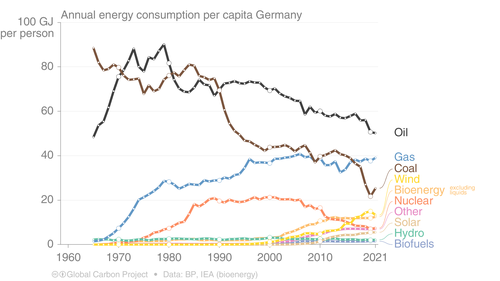 Annual energy consumption per capita Germany
100 GJ
per person
80
60
40
20
0
1960
1970
1980
1990
2000
2010
2021
Oil
Gas
Coal
Wind
Bioenergy excluding liquids
Nuclear
Other
Solar
Hydro
Biofuels
Global Carbon Project • Data: BP, IEA (bioenergy)